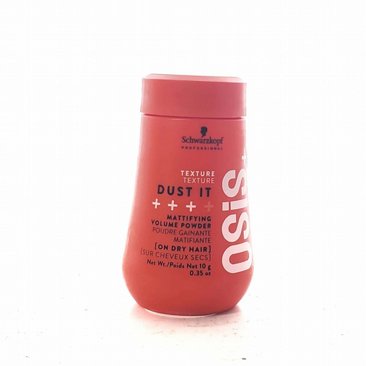 Schwarzkopf
PROFESSIONAL
TEXTURE
TEXTURE
DUST IT
++++
MATTIFYING
VOLUME POWDER
POUDRE GAINANTE
MATIFIANTE
[ON DRY HAIR]
[SUR CHEVEUX SECS]
Net Wt./Poids Net 10 g
0.35 oz
OSiS+